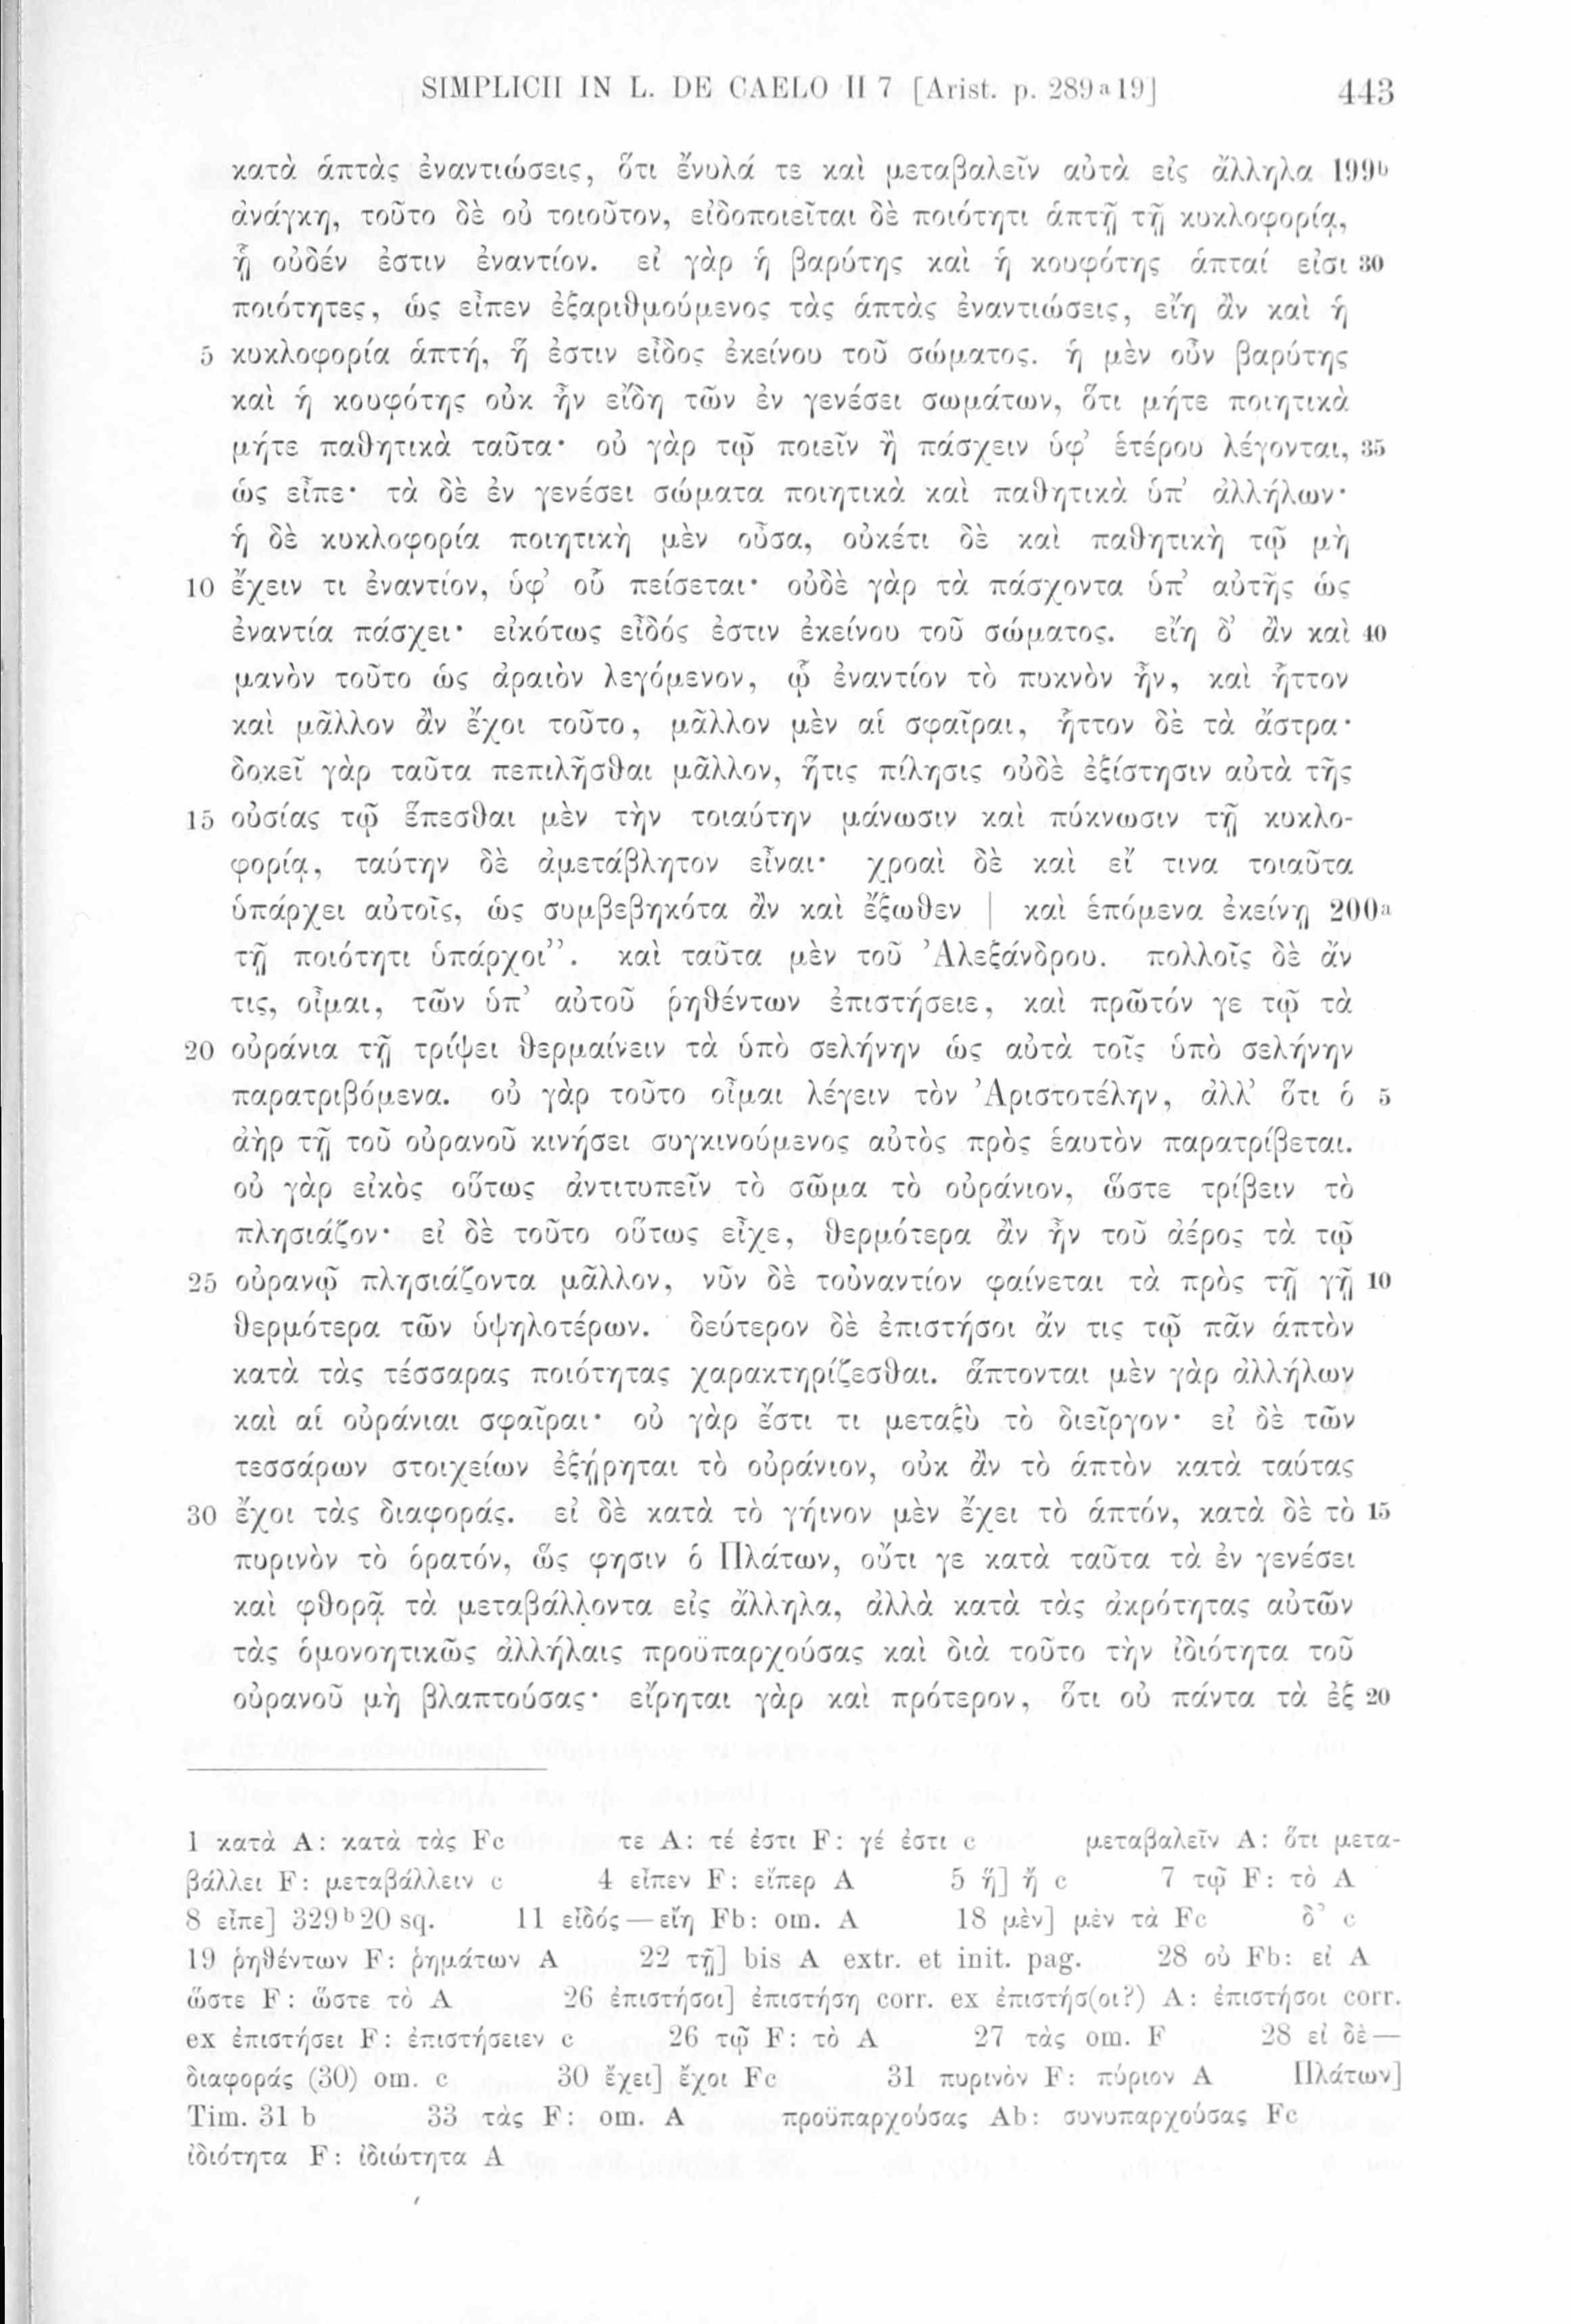 SIMPLICII IN L. DE CAELO II 7 [Arist. p. 289ᵃ19] 443
κατὰ ἁπτὰς ἐναντιώσεις, ὅτι ἔνυλά τε καὶ μεταβαλεῖν αὐτὰ εἰς ἄλληλα 199ᵇ
ἀνάγκη, τοῦτο δὲ οὐ τοιοῦτον, εἰδοποιεῖται δὲ ποιότητι ἁπτῇ τῇ κυκλοφορίᾳ,
ᾗ οὐδέν ἐστιν ἐναντίον. εἰ γὰρ ἡ βαρύτης καὶ ἡ κουφότης ἁπταί εἰσι 30
ποιότητες, ὡς εἶπεν ἐξαριθμούμενος τὰς ἁπτὰς ἐναντιώσεις, εἴη ἂν καὶ ἡ
5 κυκλοφορία ἁπτή, ἥ ἐστιν εἶδος ἐκείνου τοῦ σώματος. ἡ μὲν οὖν βαρύτης
καὶ ἡ κουφότης οὐκ ἦν εἴδη τῶν ἐν γενέσει σωμάτων, ὅτι μήτε ποιητικὰ
μήτε παθητικὰ ταῦτα· οὐ γὰρ τῷ ποιεῖν ἢ πάσχειν ὑφ’ ἑτέρου λέγονται, 35
ὡς εἶπε· τὰ δὲ ἐν γενέσει σώματα ποιητικὰ καὶ παθητικὰ ὑπ’ ἀλλήλων·
ἡ δὲ κυκλοφορία ποιητικὴ μὲν οὖσα, οὐκέτι δὲ καὶ παθητικὴ τῷ μὴ
10 ἔχειν τι ἐναντίον, ὑφ’ οὗ πείσεται· οὐδὲ γὰρ τὰ πάσχοντα ὑπ’ αὐτῆς ὡς
ἐναντία πάσχει· εἰκότως εἶδός ἐστιν ἐκείνου τοῦ σώματος. εἴη δ’ ἂν καὶ 40
μανὸν τοῦτο ὡς ἀραιὸν λεγόμενον, ᾧ ἐναντίον τὸ πυκνὸν ἦν, καὶ ἧττον
καὶ μᾶλλον ἂν ἔχοι τοῦτο, μᾶλλον μὲν αἱ σφαῖραι, ἧττον δὲ τὰ ἄστρα·
δοκεῖ γὰρ ταῦτα πεπιλῆσθαι μᾶλλον, ἥτις πίλησις οὐδὲ ἐξίστησιν αὐτὰ τῆς
15 οὐσίας τῷ ἕπεσθαι μὲν τὴν τοιαύτην μάνωσιν καὶ πύκνωσιν τῇ κυκλο-
φορίᾳ, ταύτην δὲ ἀμετάβλητον εἶναι· χροαὶ δὲ καὶ εἴ τινα τοιαῦτα
ὑπάρχει αὐτοῖς, ὡς συμβεβηκότα ἂν καὶ ἔξωθεν | καὶ ἑπόμενα ἐκείνῃ 200ᵃ
τῇ ποιότητι ὑπάρχοι”. καὶ ταῦτα μὲν τοῦ Ἀλεξάνδρου. πολλοῖς δὲ ἄν
τις, οἶμαι, τῶν ὑπ’ αὐτοῦ ῥηθέντων ἐπιστήσειε, καὶ πρῶτόν γε τῷ τὰ
20 οὐράνια τῇ τρίψει θερμαίνειν τὰ ὑπὸ σελήνην ὡς αὐτὰ τοῖς ὑπὸ σελήνην
παρατριβόμενα. οὐ γὰρ τοῦτο οἶμαι λέγειν τὸν Ἀριστοτέλην, ἀλλ’ ὅτι ὁ 5
ἀὴρ τῇ τοῦ οὐρανοῦ κινήσει συγκινούμενος αὐτὸς πρὸς ἑαυτὸν παρατρίβεται.
οὐ γὰρ εἰκὸς οὕτως ἀντιτυπεῖν τὸ σῶμα τὸ οὐράνιον, ὥστε τρίβειν τὸ
πλησιάζον· εἰ δὲ τοῦτο οὕτως εἶχε, θερμότερα ἂν ἦν τοῦ ἀέρος τὰ τῷ
25 οὐρανῷ πλησιάζοντα μᾶλλον, νῦν δὲ τοὐναντίον φαίνεται τὰ πρὸς τῇ γῇ 10
θερμότερα τῶν ὑψηλοτέρων. δεύτερον δὲ ἐπιστήσοι ἄν τις τῷ πᾶν ἁπτὸν
κατὰ τὰς τέσσαρας ποιότητας χαρακτηρίζεσθαι. ἅπτονται μὲν γὰρ ἀλλήλων
καὶ αἱ οὐράνιαι σφαῖραι· οὐ γὰρ ἔστι τι μεταξὺ τὸ διεῖργον· εἰ δὲ τῶν
τεσσάρων στοιχείων ἐξῄρηται τὸ οὐράνιον, οὐκ ἂν τὸ ἁπτὸν κατὰ ταύτας
30 ἔχοι τὰς διαφοράς. εἰ δὲ κατὰ τὸ γήινον μὲν ἔχει τὸ ἁπτόν, κατὰ δὲ τὸ 15
πυρινὸν τὸ ὁρατόν, ὥς φησιν ὁ Πλάτων, οὔτι γε κατὰ ταῦτα τὰ ἐν γενέσει
καὶ φθορᾷ τὰ μεταβάλλοντα εἰς ἄλληλα, ἀλλὰ κατὰ τὰς ἀκρότητας αὐτῶν
τὰς ὁμονοητικῶς ἀλλήλαις προϋπαρχούσας καὶ διὰ τοῦτο τὴν ἰδιότητα τοῦ
οὐρανοῦ μὴ βλαπτούσας· εἴρηται γὰρ καὶ πρότερον, ὅτι οὐ πάντα τὰ ἐξ 20
1 κατὰ A: κατὰ τὰς Fc τε A: τέ ἐστι F: γέ ἐστι c μεταβαλεῖν A: ὅτι μετα-
βάλλει F: μεταβάλλειν c 4 εἶπεν F: εἴπερ A 5 ἥ] ἤ c 7 τῷ F: τὸ A
8 εἶπε] 329ᵇ20 sq. 11 εἶδός—εἴη Fb: om. A 18 μὲν] μὲν τὰ Fc δ’ c
19 ῥηθέντων F: ῥημάτων A 22 τῇ] bis A extr. et init. pag. 28 οὐ Fb: εἰ A
ὥστε F: ὥστε τὸ A 26 ἐπιστήσοι] ἐπιστήσῃ corr. ex ἐπιστήσ(οι?) A: ἐπιστήσοι corr.
ex ἐπιστήσει F: ἐπιστήσειεν c 26 τῷ F: τὸ A 27 τὰς om. F 28 εἰ δὲ—
διαφοράς (30) om. c 30 ἔχει] ἔχοι Fc 31 πυρινὸν F: πύριον A Πλάτων]
Tim. 31 b 33 τὰς F: om. A προϋπαρχούσας Ab: συνυπαρχούσας Fc
ἰδιότητα F: ἰδιώτητα A